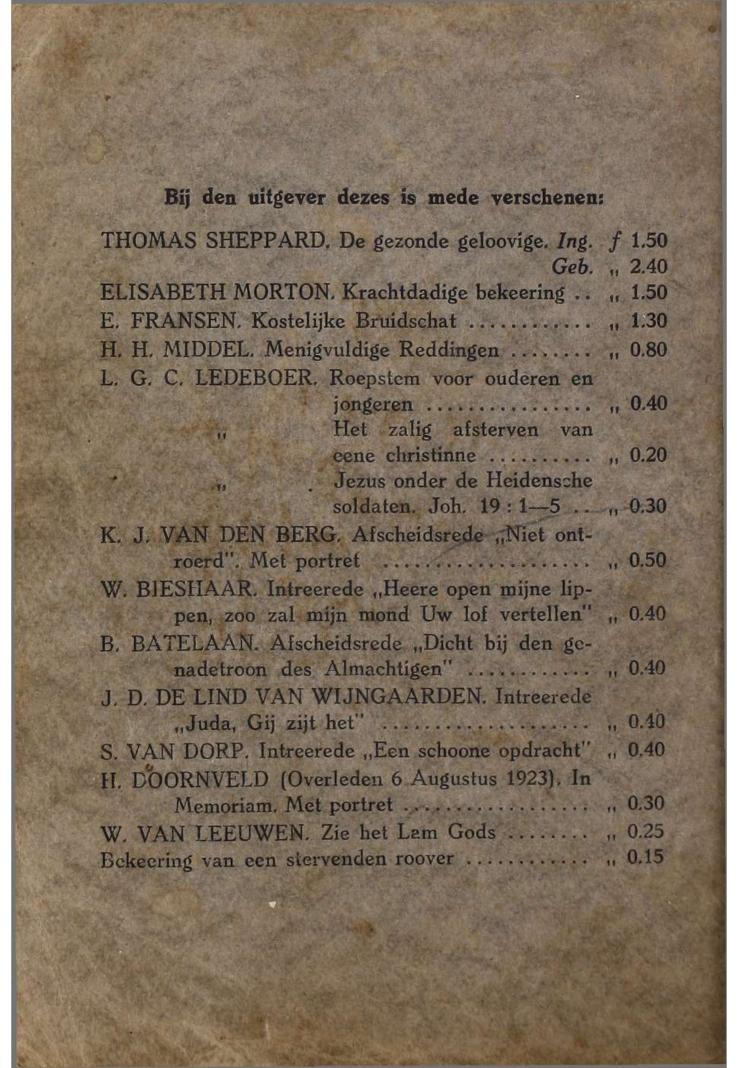 Bij den uitgever dezes is mede verschenen:
THOMAS SHEPPARD. De gezonde geloovige. Ing. ƒ 1.50
Geb. „ 2.40
ELISABETH MORTON. Krachtdadige bekeering .. „ 1.50
E. FRANSEN. Kostelijke Bruidschat ............ „ 1.30
H. H. MIDDEL. Menigvuldige Reddingen ........ „ 0.80
L. G. C. LEDEBOER. Roepstem voor ouderen en
jongeren ................ „ 0.40
„ Het zalig afsterven van
eene christinne .......... „ 0.20
„ Jezus onder de Heidensche
soldaten. Joh. 19 : 1—5 .. „ 0.30
K. J. VAN DEN BERG. Afscheidsrede „Niet ont-
roerd". Met portret .................... „ 0.50
W. BIESHAAR. Intreerede „Heere open mijne lip-
pen, zoo zal mijn mond Uw lof vertellen" „ 0.40
B. BATELAAN. Afscheidsrede „Dicht bij den ge-
nadetroon des Almachtigen" ............ „ 0.40
J. D. DE LIND VAN WIJNGAARDEN. Intreerede
„Juda, Gij zijt het" .................... „ 0.40
S. VAN DORP. Intreerede „Een schoone opdracht" „ 0.40
H. DOORNVELD (Overleden 6 Augustus 1923). In
Memoriam. Met portret .................. „ 0.30
W. VAN LEEUWEN. Zie het Lam Gods ........ „ 0.25
Bekeering van een stervenden roover ............ „ 0.15